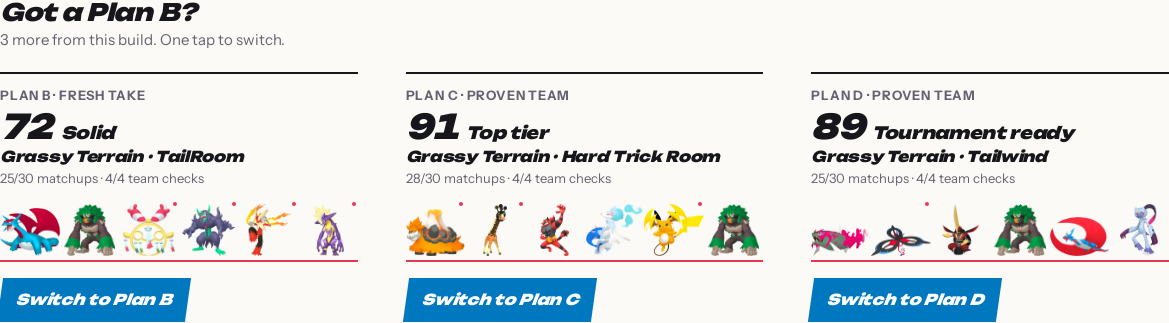 Got a Plan B?
3 more from this build. One tap to switch.
PLAN B · FRESH TAKE
72 Solid
Grassy Terrain · TailRoom
25/30 matchups · 4/4 team checks
Switch to Plan B
PLAN C · PROVEN TEAM
91 Top tier
Grassy Terrain · Hard Trick Room
28/30 matchups · 4/4 team checks
Switch to Plan C
PLAN D · PROVEN TEAM
89 Tournament ready
Grassy Terrain · Tailwind
25/30 matchups · 4/4 team checks
Switch to Plan D